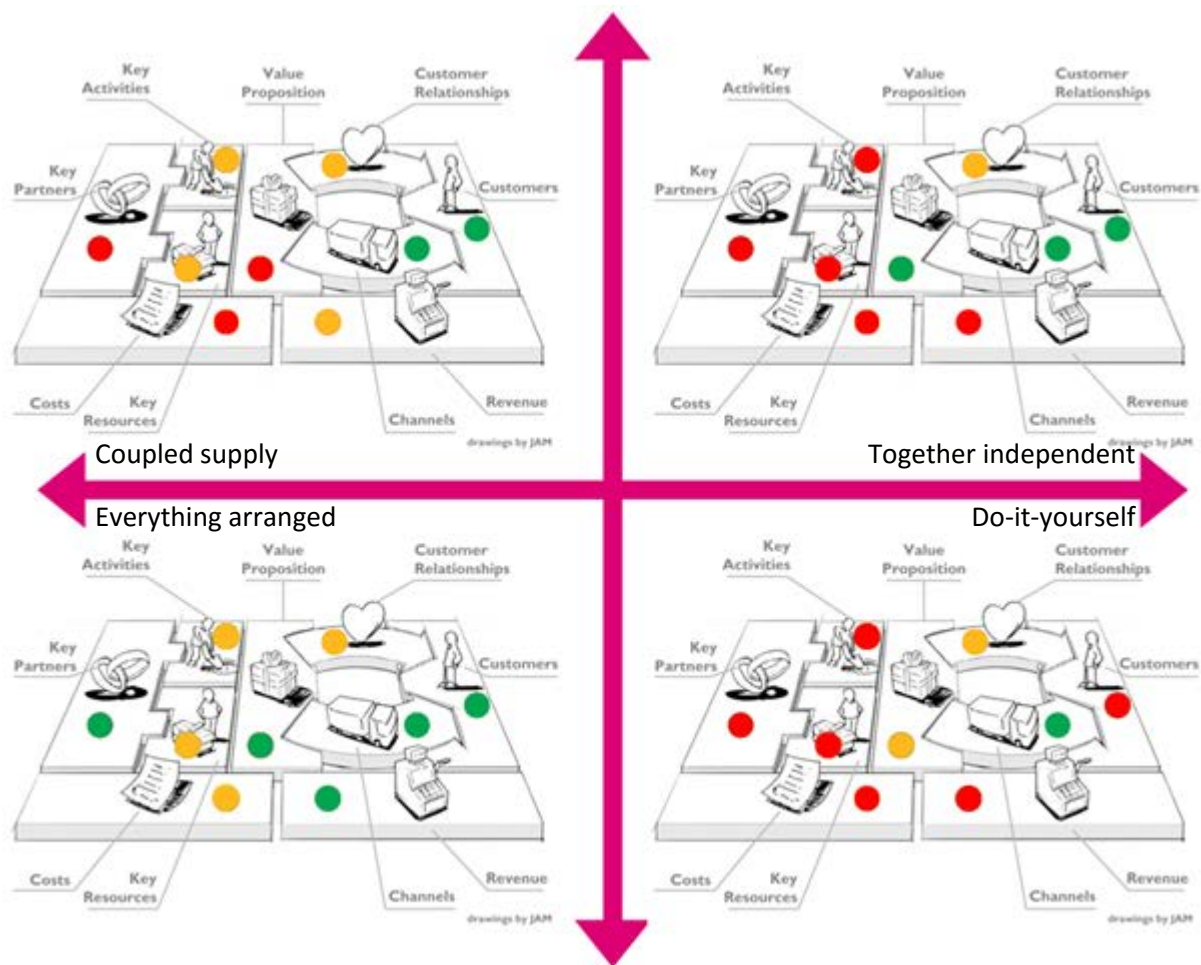 Key
Activities
Value
Proposition
Customer
Relationships
Key
Partners
Customers
Costs
Key
Resources
Channels
Revenue
drawings by JAM
Key
Activities
Value
Proposition
Customer
Relationships
Key
Partners
Customers
Costs
Key
Resources
Channels
Revenue
drawings by JAM
Coupled supply
Together independent
Everything arranged
Do-it-yourself
Key
Activities
Value
Proposition
Customer
Relationships
Key
Partners
Customers
Costs
Key
Resources
Channels
Revenue
drawings by JAM
Key
Activities
Value
Proposition
Customer
Relationships
Key
Partners
Customers
Costs
Key
Resources
Channels
Revenue
drawings by JAM